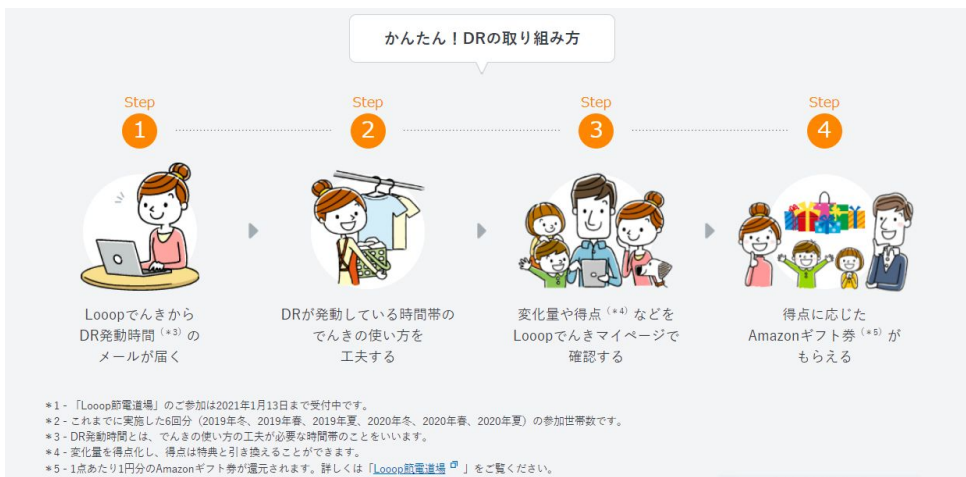 かんたん！DRの取り組み方
Step
1
Step
2
Step
3
Step
4
Looopでんきから
DR発動時間（＊3）の
メールが届く
DRが発動している時間帯の
でんきの使い方を
工夫する
変化量や得点（＊4）などを
Looopでんきマイページで
確認する
得点に応じた
Amazonギフト券（＊5）が
もらえる
＊1 - 「Looop節電道場」のご参加は2021年1月13日まで受付中です。
＊2 - これまでに実施した6回分（2019年冬、2019年春、2019年夏、2020年冬、2020年春、2020年夏）の参加世帯数です。
＊3 - DR発動時間とは、でんきの使い方の工夫が必要な時間帯のことをいいます。
＊4 - 変化量を得点化し、得点は特典と引き換えることができます。
＊5 - 1点あたり1円分のAmazonギフト券が還元されます。詳しくは「Looop節電道場 」をご覧ください。